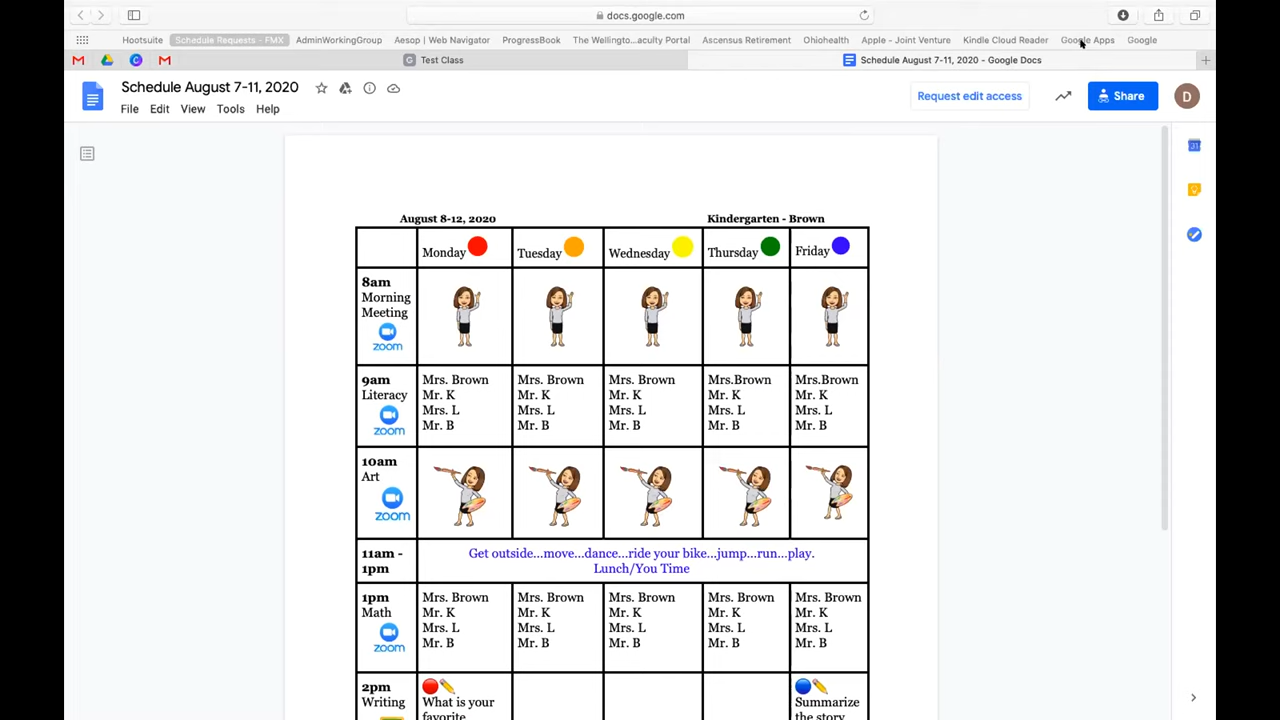 docs.google.com
Hootsuite Schedule Requests - FMX AdminWorkingGroup Aesop | Web Navigator ProgressBook The Wellingto...aculty Portal Ascensus Retirement Ohiohealth Apple - Joint Venture Kindle Cloud Reader Google Apps Google
Test Class Schedule August 7-11, 2020 - Google Docs
Schedule August 7-11, 2020
File Edit View Tools Help
Request edit access
Share
D
31
August 8-12, 2020 Kindergarten - Brown
Monday Tuesday Wednesday Thursday Friday
8am
Morning
Meeting
zoom
9am
Literacy
zoom
Mrs. Brown Mrs. Brown Mrs. Brown Mrs.Brown Mrs.Brown
Mr. K Mr. K Mr. K Mr. K Mr. K
Mrs. L Mrs. L Mrs. L Mrs. L Mrs. L
Mr. B Mr. B Mr. B Mr. B Mr. B
10am
Art
zoom
11am -
1pm
Get outside...move...dance...ride your bike...jump...run...play.
Lunch/You Time
1pm
Math
zoom
Mrs. Brown Mrs. Brown Mrs. Brown Mrs. Brown Mrs. Brown
Mr. K Mr. K Mr. K Mr. K Mr. K
Mrs. L Mrs. L Mrs. L Mrs. L Mrs. L
Mr. B Mr. B Mr. B Mr. B Mr. B
2pm
Writing
What is your
favorite
Summarize
the story